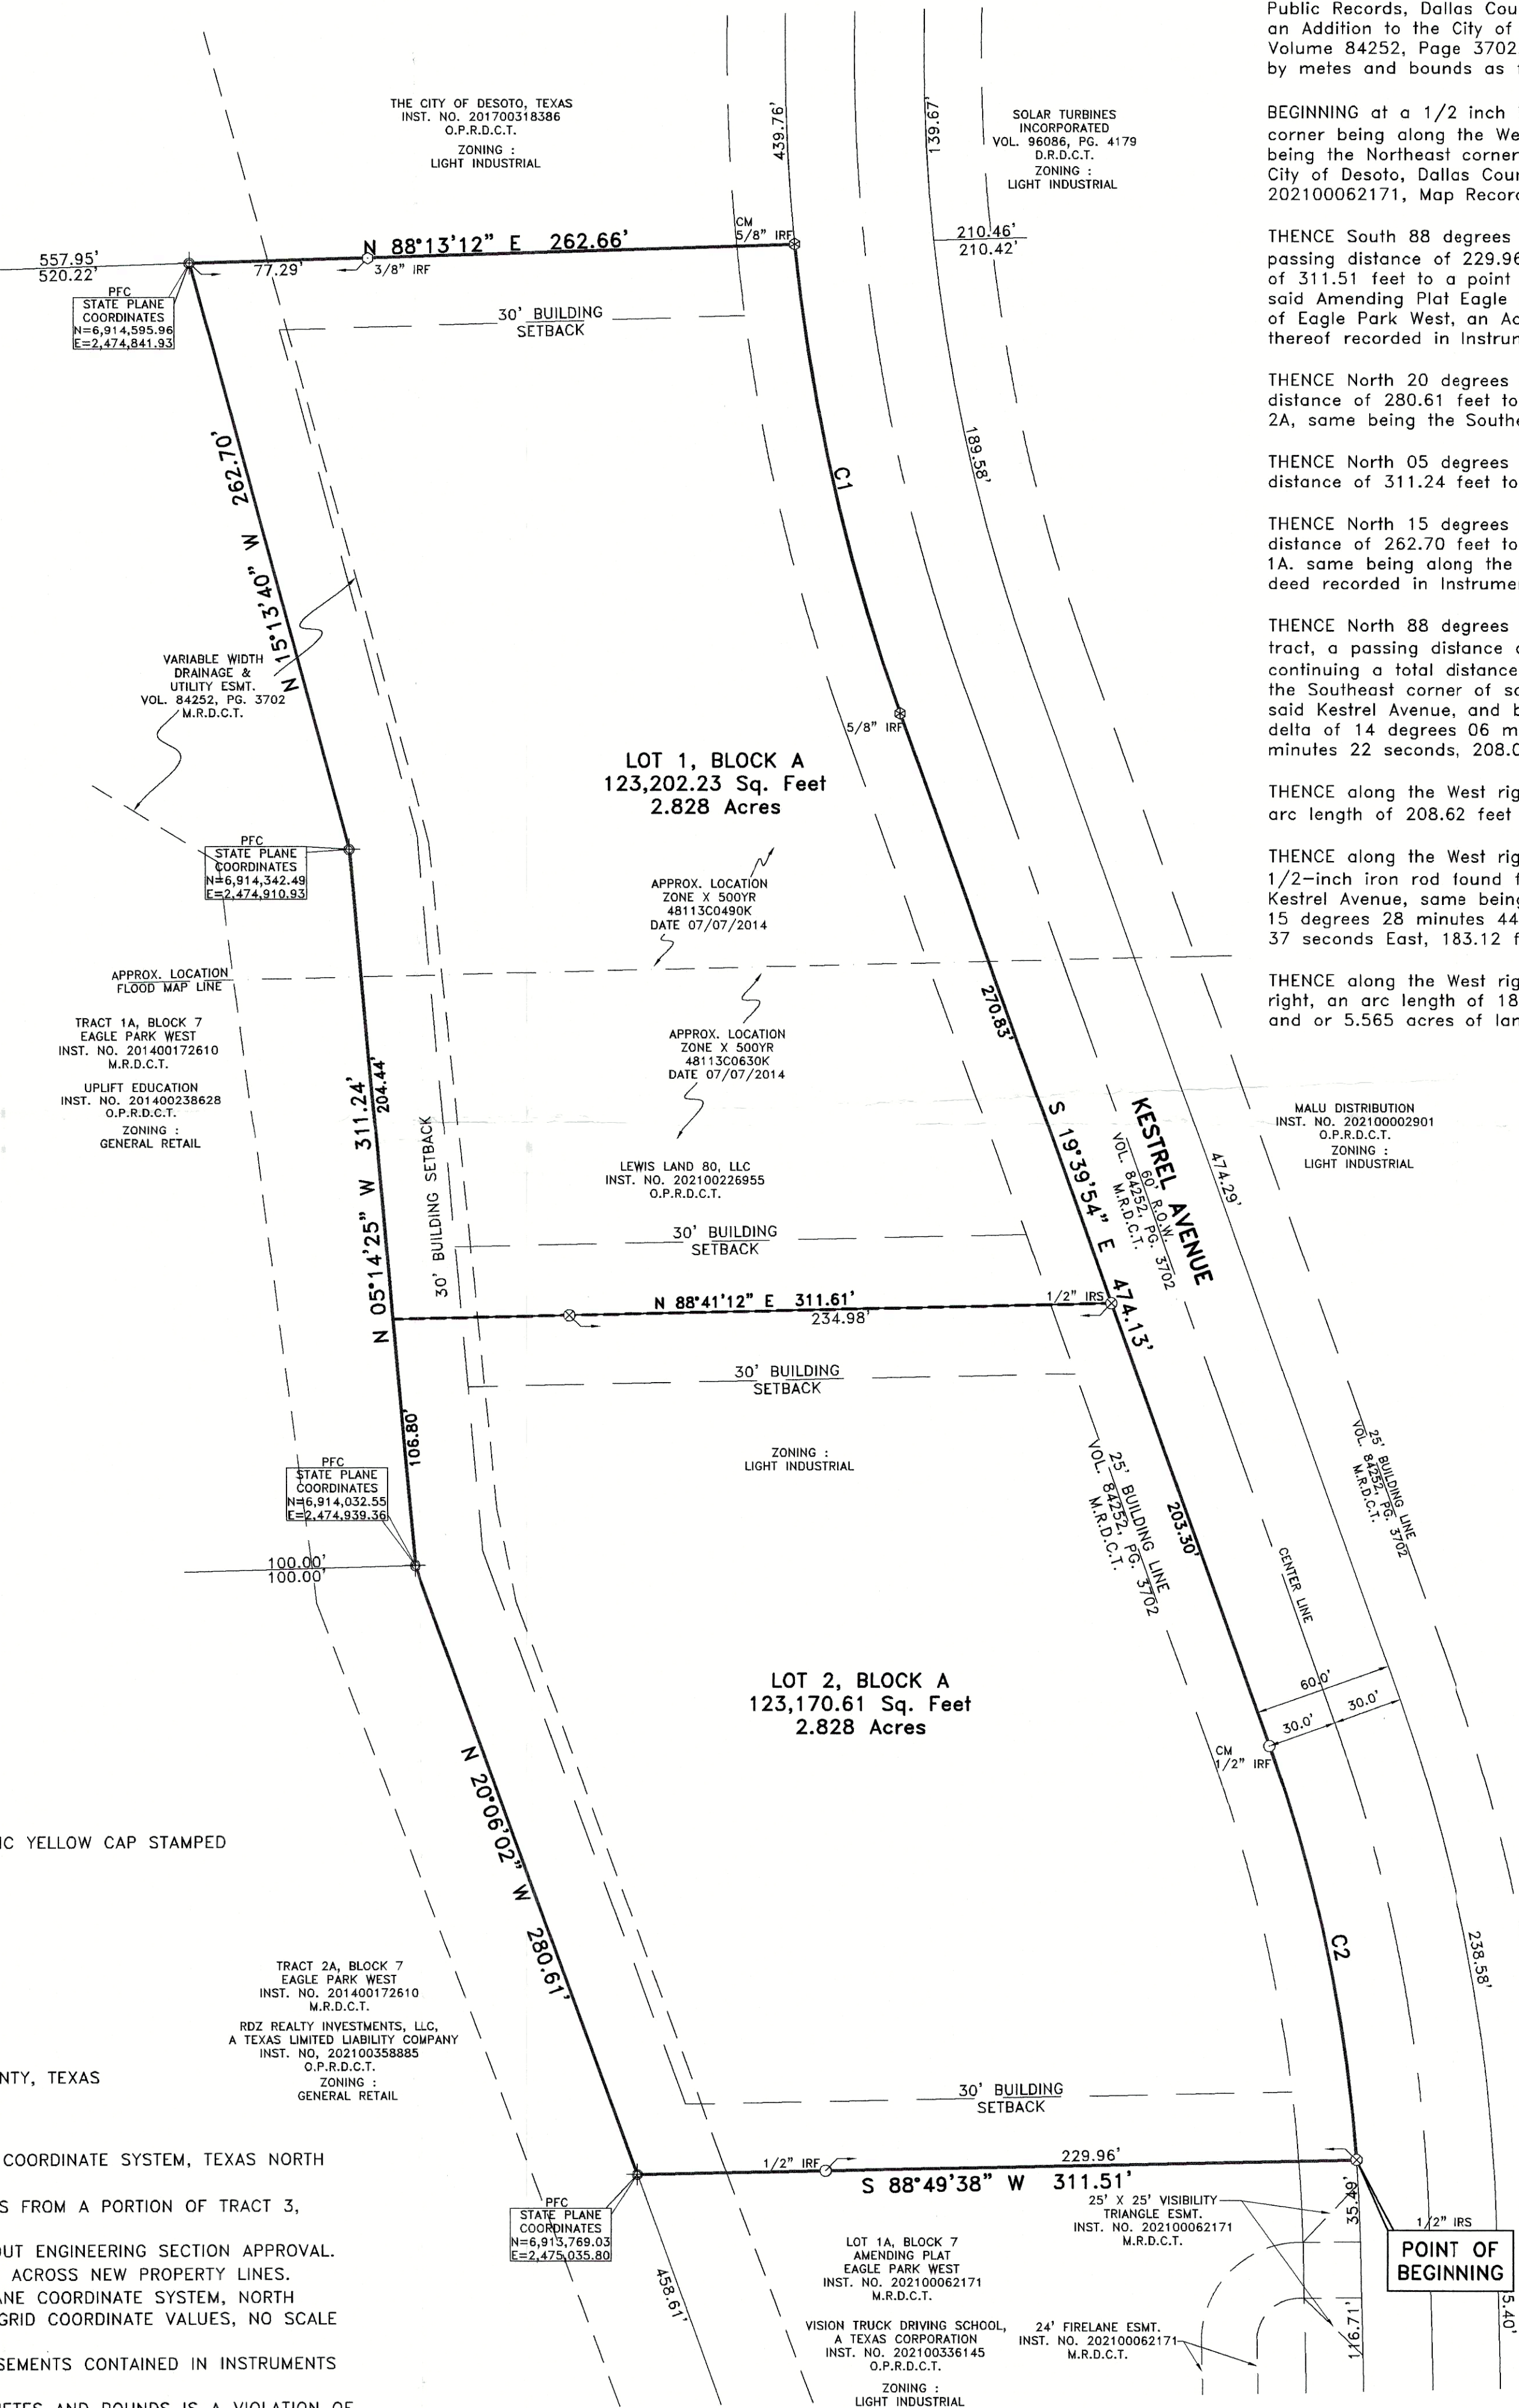 Public Records, Dallas Cou
an Addition to the City of
Volume 84252, Page 3702
by metes and bounds as
BEGINNING at a 1/2 inch
corner being along the We
being the Northeast corner
City of Desoto, Dallas Cour
202100062171, Map Record
THENCE South 88 degrees
passing distance of 229.96
of 311.51 feet to a point
said Amending Plat Eagle
of Eagle Park West, an Ad
thereof recorded in Instrum
THENCE North 20 degrees
distance of 280.61 feet to
2A, same being the Southe
THENCE North 05 degrees
distance of 311.24 feet to
THENCE North 15 degrees
distance of 262.70 feet to
1A. same being along the
deed recorded in Instrume
THENCE North 88 degrees
tract, a passing distance
continuing a total distance
the Southeast corner of sa
said Kestrel Avenue, and b
delta of 14 degrees 06 m
minutes 22 seconds, 208.0
THENCE along the West rig
arc length of 208.62 feet
THENCE along the West rig
1/2-inch iron rod found f
Kestrel Avenue, same being
15 degrees 28 minutes 44
37 seconds East, 183.12 f
THENCE along the West rig
right, an arc length of 18
and or 5.565 acres of lan
THE CITY OF DESOTO, TEXAS
INST. NO. 201700318386
O.P.R.D.C.T.
ZONING :
LIGHT INDUSTRIAL
439.76'
139.67'
SOLAR TURBINES
INCORPORATED
VOL. 96086, PG. 4179
D.R.D.C.T.
ZONING :
LIGHT INDUSTRIAL
CM
5/8" IRF
210.46'
210.42'
N 88°13'12" E 262.66'
557.95'
520.22'
77.29'
3/8" IRF
PFC
STATE PLANE
COORDINATES
N=6,914,595.96
E=2,474,841.93
30' BUILDING
SETBACK
N 15°13'40" W 262.70'
C1
189.58'
VARIABLE WIDTH
DRAINAGE &
UTILITY ESMT.
VOL. 84252, PG. 3702
M.R.D.C.T.
5/8" IRF
LOT 1, BLOCK A
123,202.23 Sq. Feet
2.828 Acres
PFC
STATE PLANE
COORDINATES
N=6,914,342.49
E=2,474,910.93
APPROX. LOCATION
ZONE X 500YR
48113C0490K
DATE 07/07/2014
APPROX. LOCATION
FLOOD MAP LINE
270.83'
TRACT 1A, BLOCK 7
EAGLE PARK WEST
INST. NO. 201400172610
M.R.D.C.T.
UPLIFT EDUCATION
INST. NO. 201400238628
O.P.R.D.C.T.
ZONING :
GENERAL RETAIL
APPROX. LOCATION
ZONE X 500YR
48113C0630K
DATE 07/07/2014
N 05°14'25" W 311.24'
204.44'
30' BUILDING SETBACK
LEWIS LAND 80, LLC
INST. NO. 202100226955
O.P.R.D.C.T.
S 19°39'54" E 474.13'
KESTREL AVENUE
60' R.O.W.
VOL. 84252, PG. 3702
M.R.D.C.T.
474.29'
MALU DISTRIBUTION
INST. NO. 202100002901
O.P.R.D.C.T.
ZONING :
LIGHT INDUSTRIAL
30' BUILDING
SETBACK
N 88°41'12" E 311.61'
234.98'
1/2" IRS
30' BUILDING
SETBACK
106.80'
ZONING :
LIGHT INDUSTRIAL
25' BUILDING LINE
VOL. 84252, PG. 3702
M.R.D.C.T.
203.30'
25' BUILDING LINE
VOL. 84252, PG. 3702
M.R.D.C.T.
PFC
STATE PLANE
COORDINATES
N=6,914,032.55
E=2,474,939.36
100.00'
100.00'
CENTER LINE
LOT 2, BLOCK A
123,170.61 Sq. Feet
2.828 Acres
60.0'
30.0'
30.0'
CM
1/2" IRF
N 20°06'02" W 280.61'
IC YELLOW CAP STAMPED
C2
238.58'
TRACT 2A, BLOCK 7
EAGLE PARK WEST
INST. NO. 201400172610
M.R.D.C.T.
RDZ REALTY INVESTMENTS, LLC,
A TEXAS LIMITED LIABILITY COMPANY
INST. NO, 202100358885
O.P.R.D.C.T.
ZONING :
GENERAL RETAIL
NTY, TEXAS
30' BUILDING
SETBACK
COORDINATE SYSTEM, TEXAS NORTH
1/2" IRF
229.96'
S 88°49'38" W 311.51'
S FROM A PORTION OF TRACT 3,
PFC
STATE PLANE
COORDINATES
N=6,913,769.03
E=2,475,035.80
25' X 25' VISIBILITY
TRIANGLE ESMT.
INST. NO. 202100062171
M.R.D.C.T.
35.49'
1/2" IRS
POINT OF
BEGINNING
OUT ENGINEERING SECTION APPROVAL.
ACROSS NEW PROPERTY LINES.
ANE COORDINATE SYSTEM, NORTH
GRID COORDINATE VALUES, NO SCALE
458.61'
LOT 1A, BLOCK 7
AMENDING PLAT
EAGLE PARK WEST
INST. NO. 202100062171
M.R.D.C.T.
VISION TRUCK DRIVING SCHOOL,
A TEXAS CORPORATION
INST. NO. 202100336145
O.P.R.D.C.T.
ZONING :
LIGHT INDUSTRIAL
24' FIRELANE ESMT.
INST. NO. 202100062171
M.R.D.C.T.
116.71'
5.40'
SEMENTS CONTAINED IN INSTRUMENTS
METES AND BOUNDS IS A VIOLATION OF